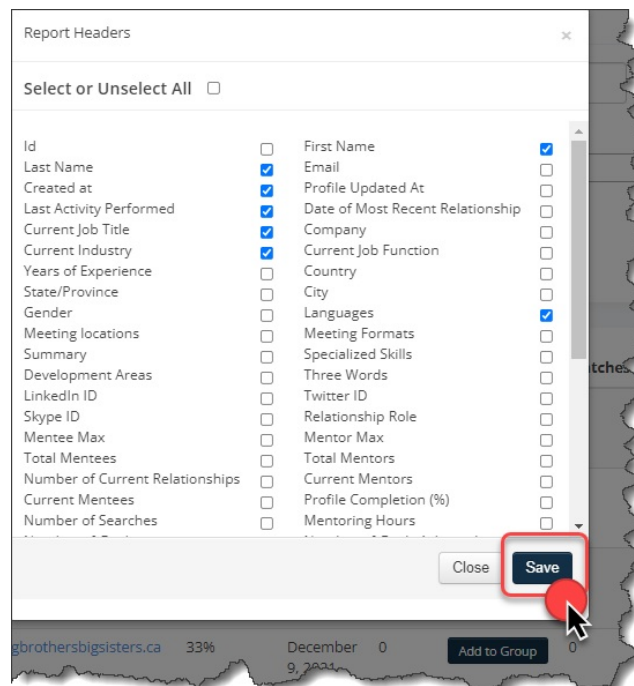 Report Headers ×
Select or Unselect All
Id First Name
Last Name Email
Created at Profile Updated At
Last Activity Performed Date of Most Recent Relationship
Current Job Title Company
Current Industry Current Job Function
Years of Experience Country
State/Province City
Gender Languages
Meeting locations Meeting Formats
Summary Specialized Skills
Development Areas Three Words
LinkedIn ID Twitter ID
Skype ID Relationship Role
Mentee Max Mentor Max
Total Mentees Total Mentors
Number of Current Relationships Current Mentors
Current Mentees Profile Completion (%)
Number of Searches Mentoring Hours
Close Save
gbrothersbigsisters.ca 33% December 0 Add to Group 0
9, 2021